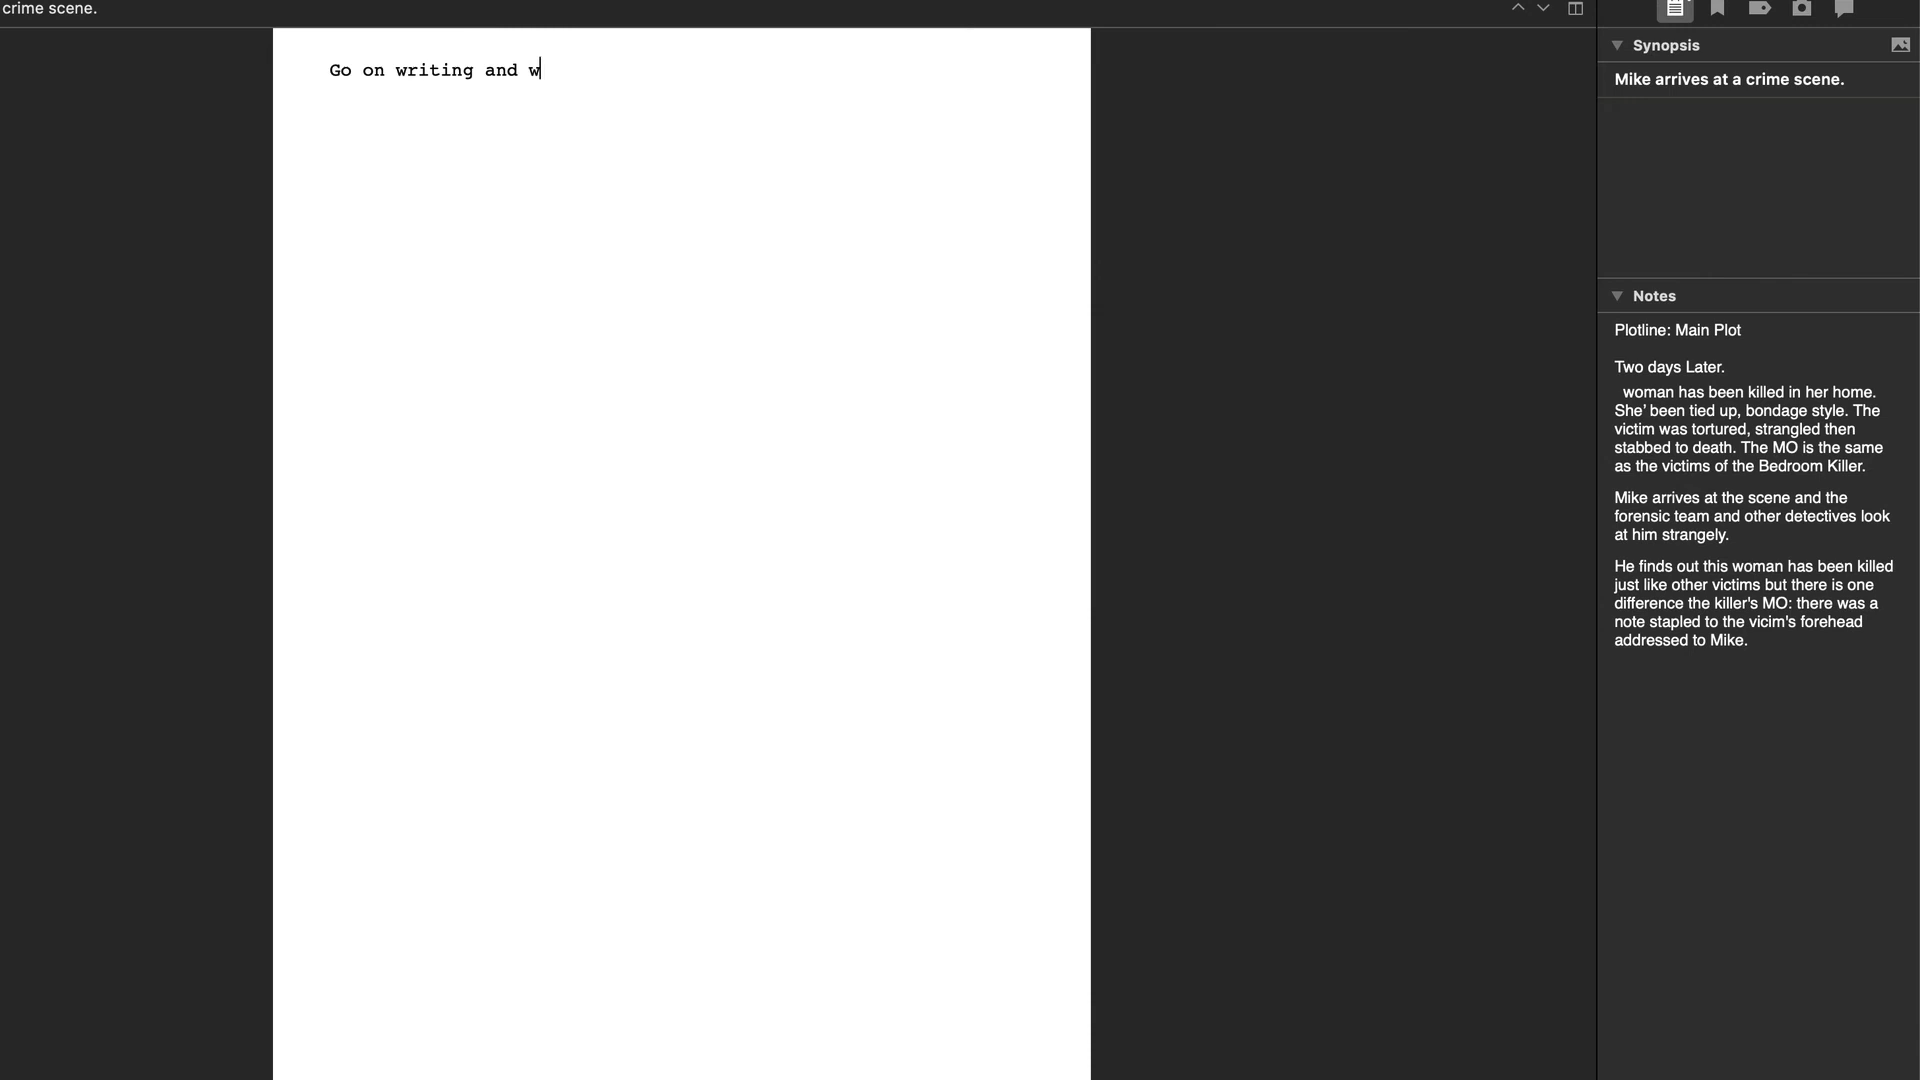 crime scene.
Go on writing and w
Synopsis
Mike arrives at a crime scene.
Notes
Plotline: Main Plot
Two days Later.
woman has been killed in her home.
She' been tied up, bondage style. The
victim was tortured, strangled then
stabbed to death. The MO is the same
as the victims of the Bedroom Killer.
Mike arrives at the scene and the
forensic team and other detectives look
at him strangely.
He finds out this woman has been killed
just like other victims but there is one
difference the killer's MO: there was a
note stapled to the vicim's forehead
addressed to Mike.